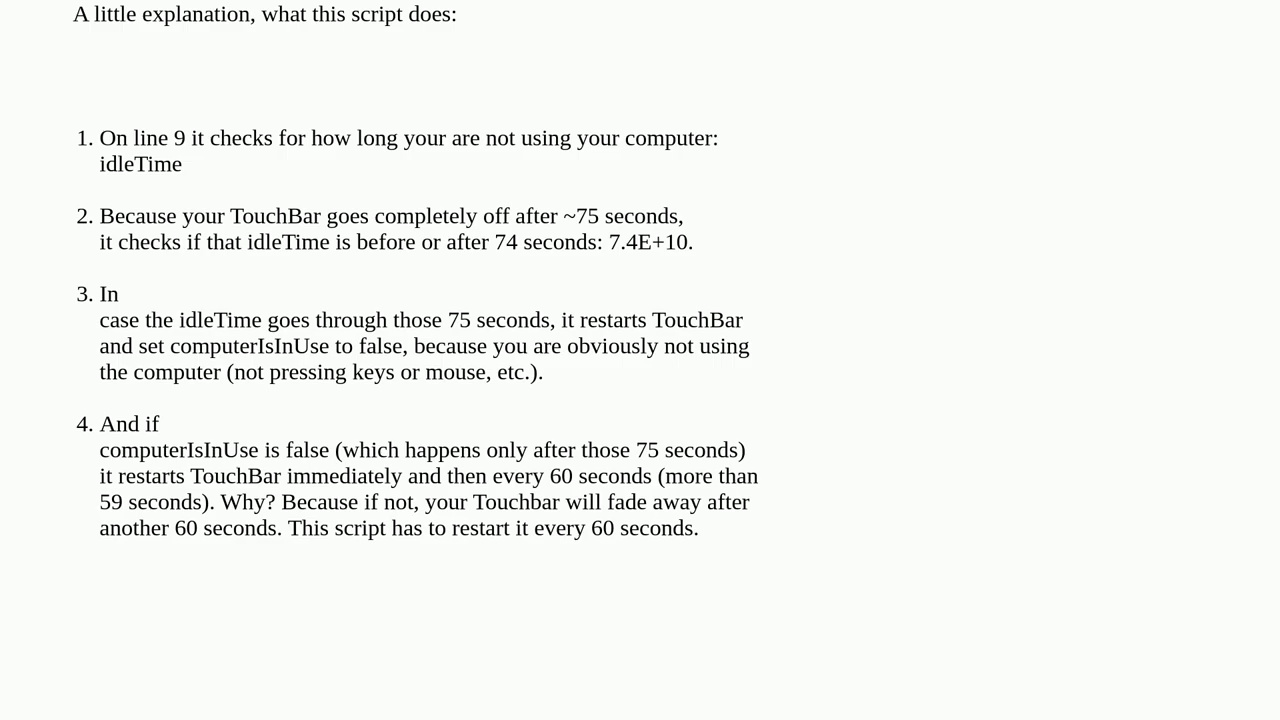 A little explanation, what this script does:
1. On line 9 it checks for how long your are not using your computer:
idleTime
2. Because your TouchBar goes completely off after ~75 seconds,
it checks if that idleTime is before or after 74 seconds: 7.4E+10.
3. In
case the idleTime goes through those 75 seconds, it restarts TouchBar
and set computerIsInUse to false, because you are obviously not using
the computer (not pressing keys or mouse, etc.).
4. And if
computerIsInUse is false (which happens only after those 75 seconds)
it restarts TouchBar immediately and then every 60 seconds (more than
59 seconds). Why? Because if not, your Touchbar will fade away after
another 60 seconds. This script has to restart it every 60 seconds.